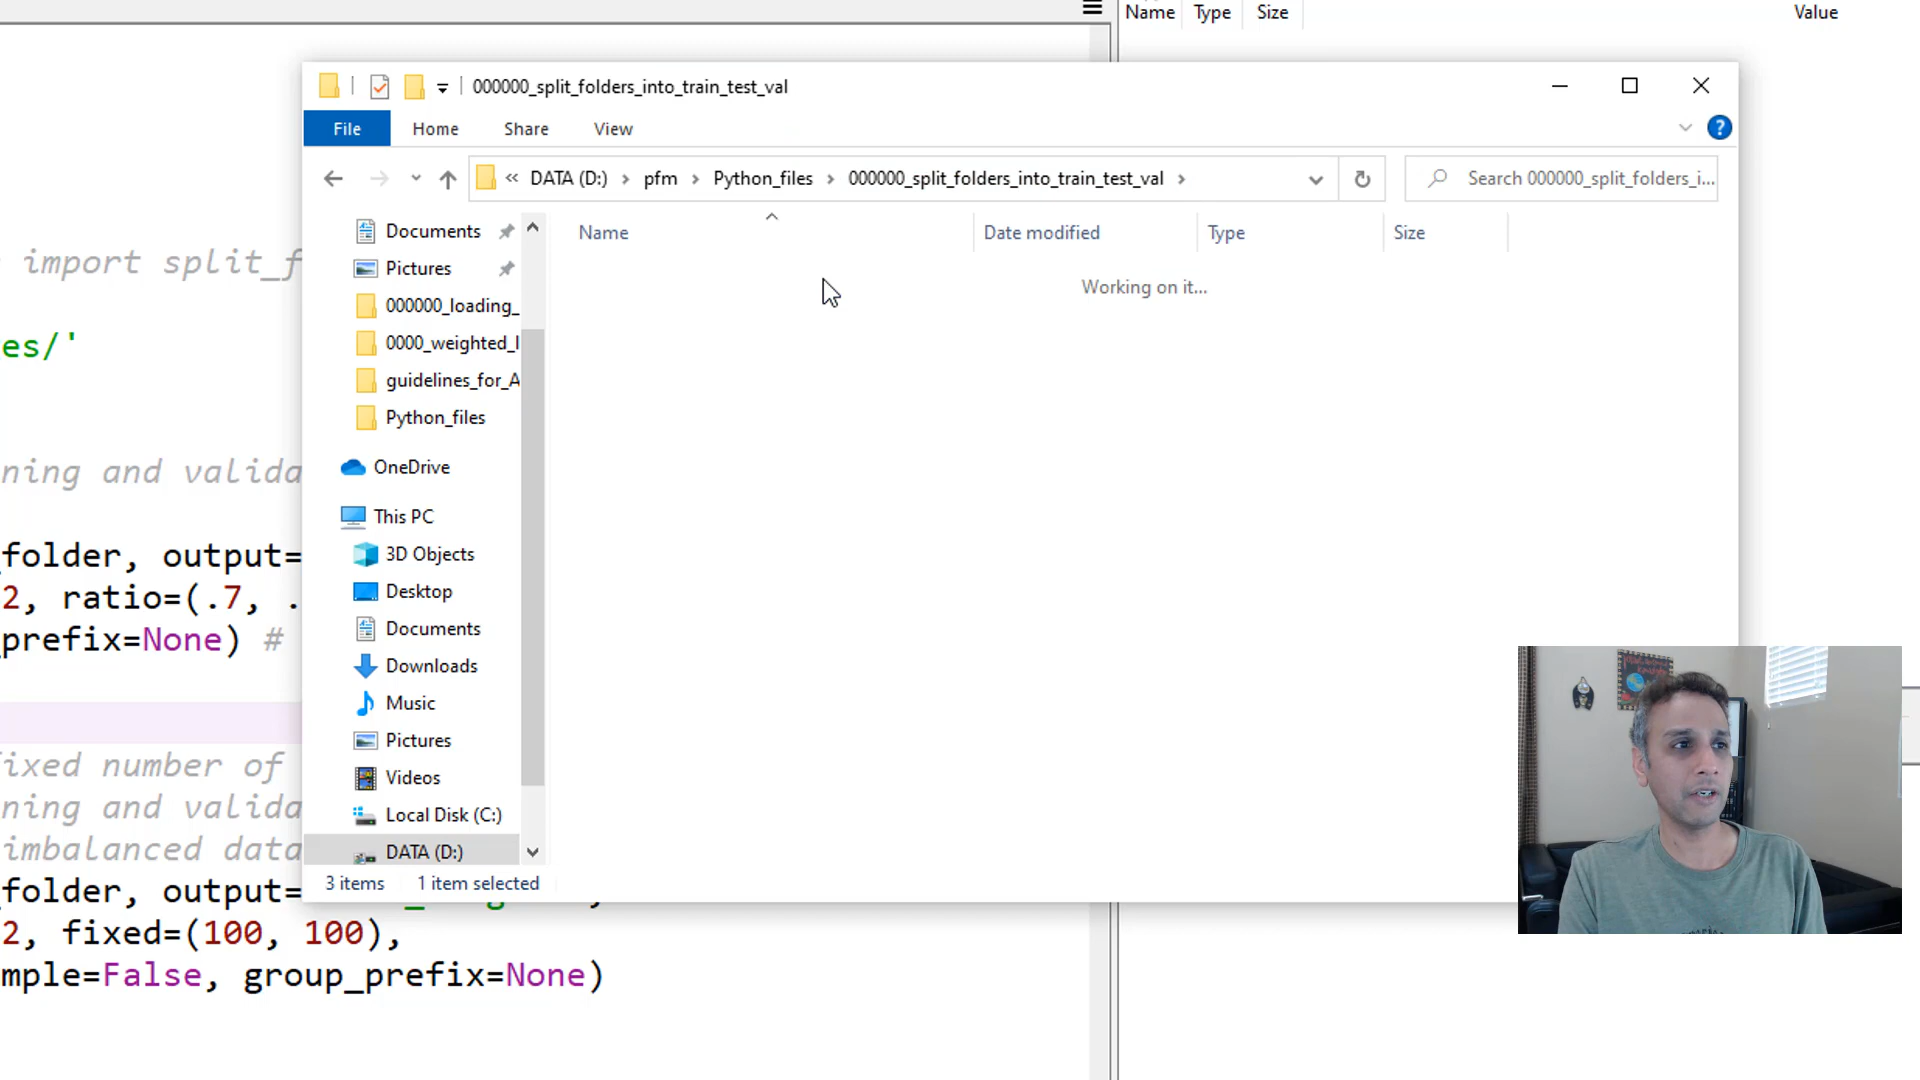 Name Type Size Value
000000_split_folders_into_train_test_val
File Home Share View
« DATA (D:) › pfm › Python_files › 000000_split_folders_into_train_test_val ›
Search 000000_split_folders_i...
Name Date modified Type Size
Working on it...
Documents
Pictures
000000_loading_
0000_weighted_l
guidelines_for_A
Python_files
OneDrive
This PC
3D Objects
Desktop
Documents
Downloads
Music
Pictures
Videos
Local Disk (C:)
DATA (D:)
3 items 1 item selected
import split_f
es/'
ning and valida
folder, output=
2, ratio=(.7, .
prefix=None) #
ixed number of
ning and valida
imbalanced data
folder, output=
2, fixed=(100, 100),
mple=False, group_prefix=None)